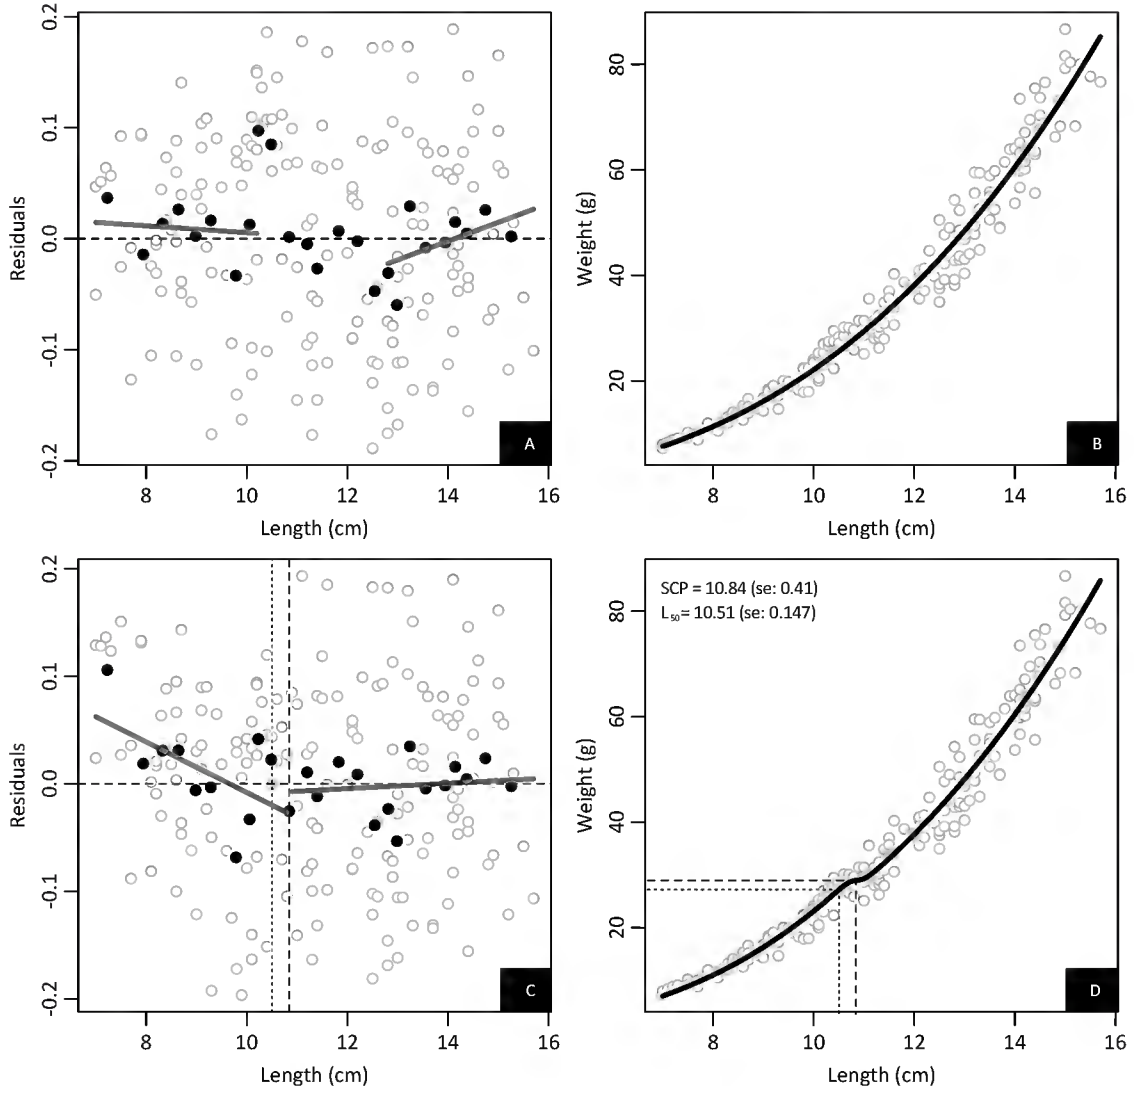 0.2
0.1
0.0
-0.1
-0.2
Residuals
8 10 12 14 16
Length (cm)
A
80
60
40
20
Weight (g)
8 10 12 14 16
Length (cm)
B
0.2
0.1
0.0
-0.1
-0.2
Residuals
8 10 12 14 16
Length (cm)
C
SCP = 10.84 (se: 0.41)
L50= 10.51 (se: 0.147)
80
60
40
20
Weight (g)
8 10 12 14 16
Length (cm)
D